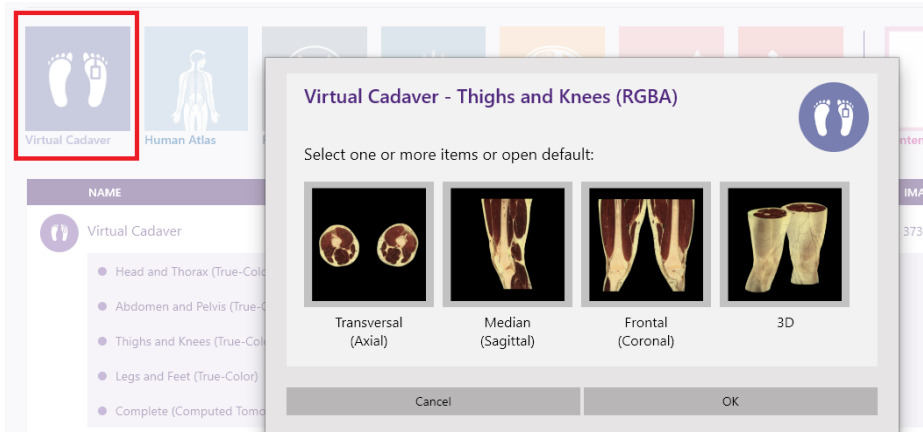 Virtual Cadaver
Human Atlas
Virtual Cadaver - Thighs and Knees (RGBA)
Select one or more items or open default:
Transversal
(Axial)
Median
(Sagittal)
Frontal
(Coronal)
3D
Cancel
OK
NAME
IMA
Virtual Cadaver
373
Head and Thorax (True-Colo
Abdomen and Pelvis (True-C
Thighs and Knees (True-Colo
Legs and Feet (True-Color)
Complete (Computed Tomo